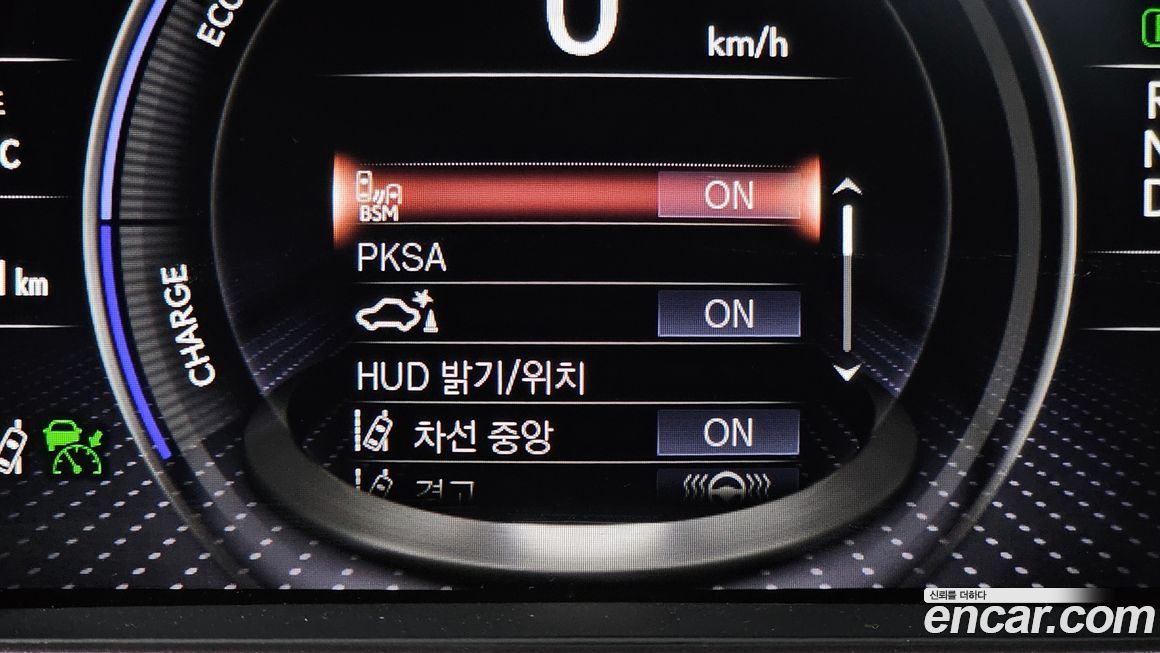 ECO
0
km/h
C
km
CHARGE
BSM
ON
PKSA
ON
HUD 밝기/위치
차선 중앙
ON
경고
R
N
D
신뢰를 더하다
encar.com